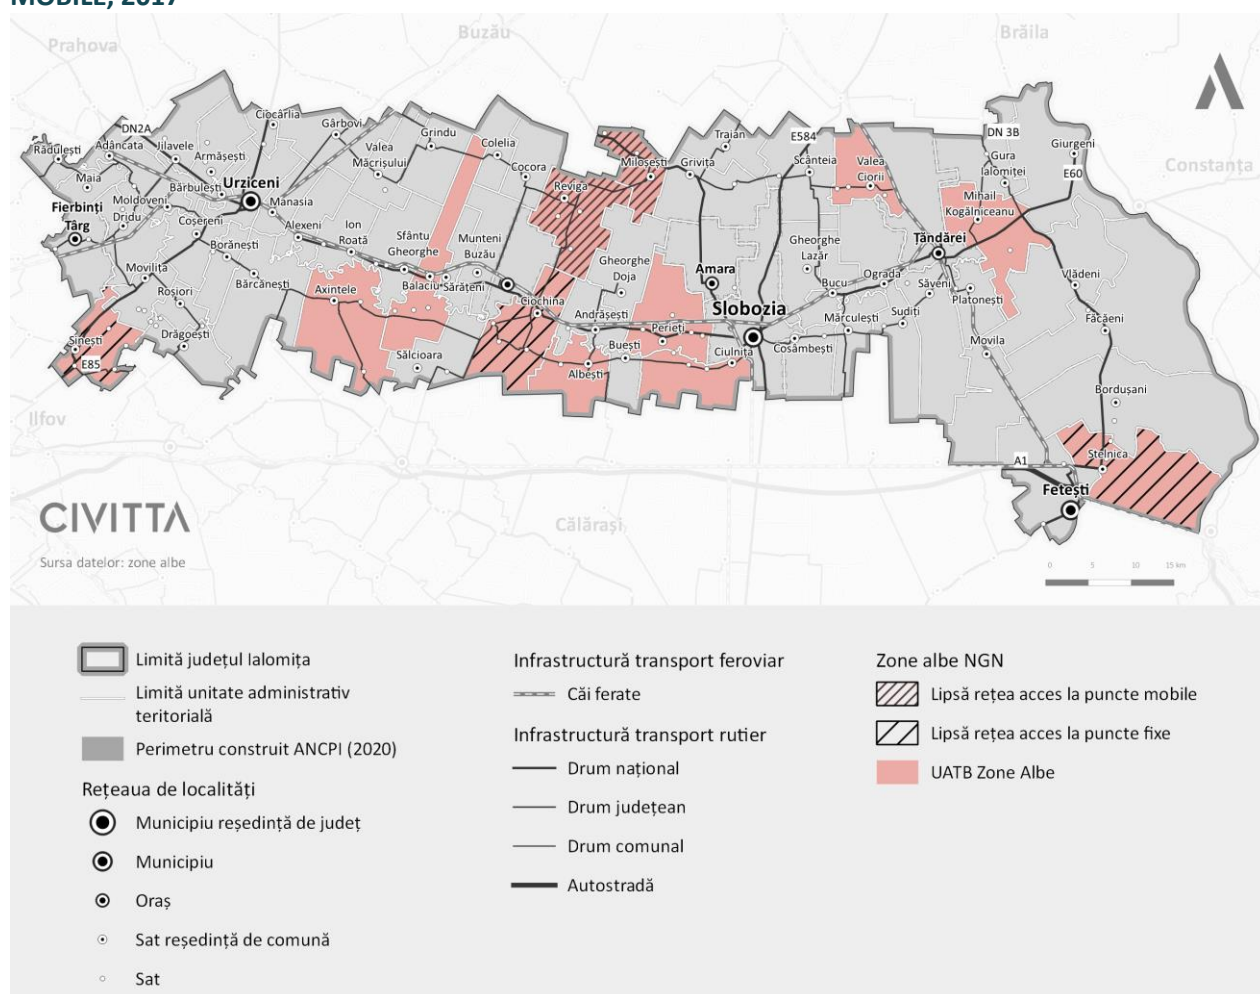 MOBILE, 2017
Prahova
Buzău
Brăila
Constanța
Ilfov
Călărași
DN2A
Ciocârlia
Gârbovi
Grindu
Colelia
Traian
E584
DN 3B
Giurgeni
Rădulești
Adâncata
Jilavele
Armășești
Valea
Măcrișului
Cocora
Miloșești
Grivița
Scânteia
Valea
Ciorii
Gura
Ialomiței
E60
Maia
Bărbulești
Urziceni
Reviga
Mihail
Kogălniceanu
Fierbinți
Târg
Moldoveni
Dridu
Coșereni
Manasia
Alexeni
Ion
Roată
Sfântu
Gheorghe
Munteni
Buzău
Gheorghe
Doja
Gheorghe
Lazăr
Țăndărei
Borănești
Movilița
Bărcănești
Axintele
Balaciu
Sărățeni
Amara
Bucu
Ograda
Săveni
Platonești
Vlădeni
Roșiori
Ciochina
Slobozia
Sudiți
Mărculești
Făcăeni
Drăgoești
Andrășești
Perieți
Sinești
E85
Sălcioara
Buești
Albești
Ciulnița
Cosâmbești
Movila
Bordușani
Stelnica
A1
Fetești
CIVITTA
Sursa datelor: zone albe
0 5 10 15 km
Limită județul Ialomița
Limită unitate administrativ
teritorială
Perimetru construit ANCPI (2020)
Rețeaua de localități
Municipiu reședință de județ
Municipiu
Oraș
Sat reședință de comună
Sat
Infrastructură transport feroviar
Căi ferate
Infrastructură transport rutier
Drum național
Drum județean
Drum comunal
Autostradă
Zone albe NGN
Lipsă rețea acces la puncte mobile
Lipsă rețea acces la puncte fixe
UATB Zone Albe